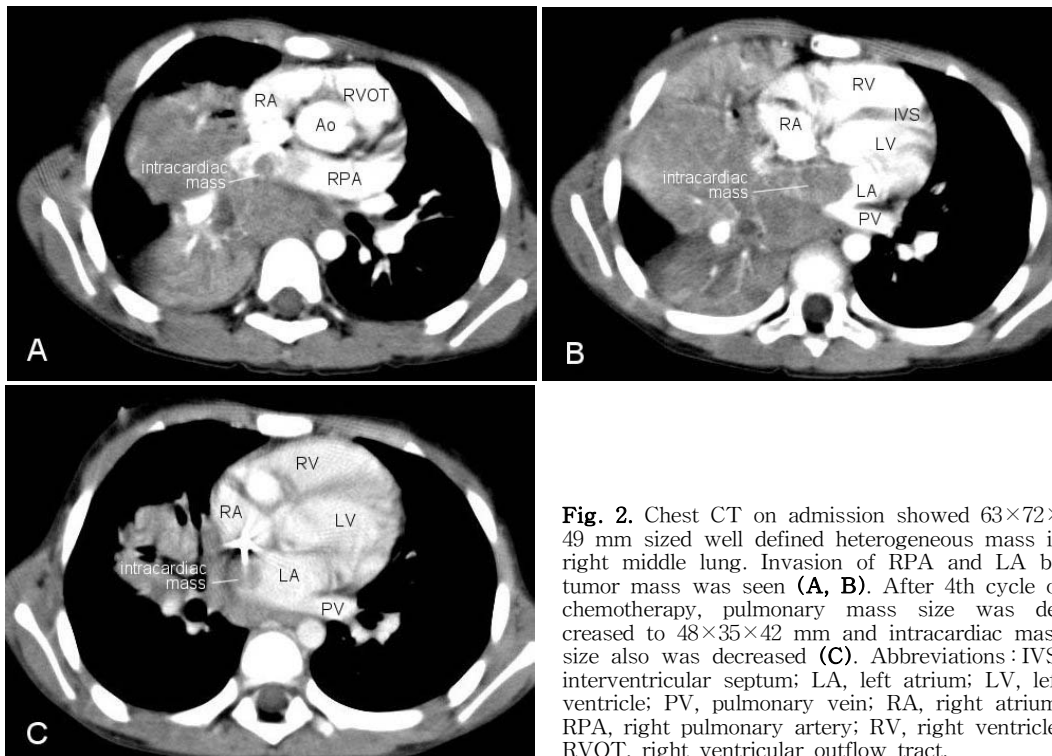 RA
RVOT
Ao
intracardiac
mass
RPA
A
RV
RA
IVS
LV
intracardiac
mass
LA
PV
B
RV
RA
LV
intracardiac
mass
LA
PV
C
Fig. 2. Chest CT on admission showed 63×72×
49 mm sized well defined heterogeneous mass i
right middle lung. Invasion of RPA and LA b
tumor mass was seen (A, B). After 4th cycle o
chemotherapy, pulmonary mass size was de
creased to 48×35×42 mm and intracardiac mas
size also was decreased (C). Abbreviations : IVS
interventricular septum; LA, left atrium; LV, lef
ventricle; PV, pulmonary vein; RA, right atrium
RPA, right pulmonary artery; RV, right ventricle
RVOT, right ventricular outflow tract.